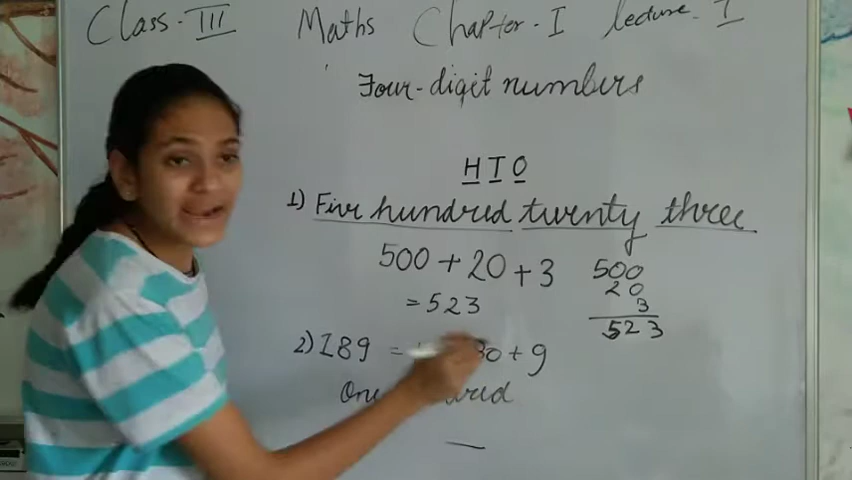 Class - III Maths Chapter - I lecture - I
Four-digit numbers
H T O
1) Five hundred twenty three
500 + 20 + 3
= 523
500
20
3
523
2) 189 = + 9
One